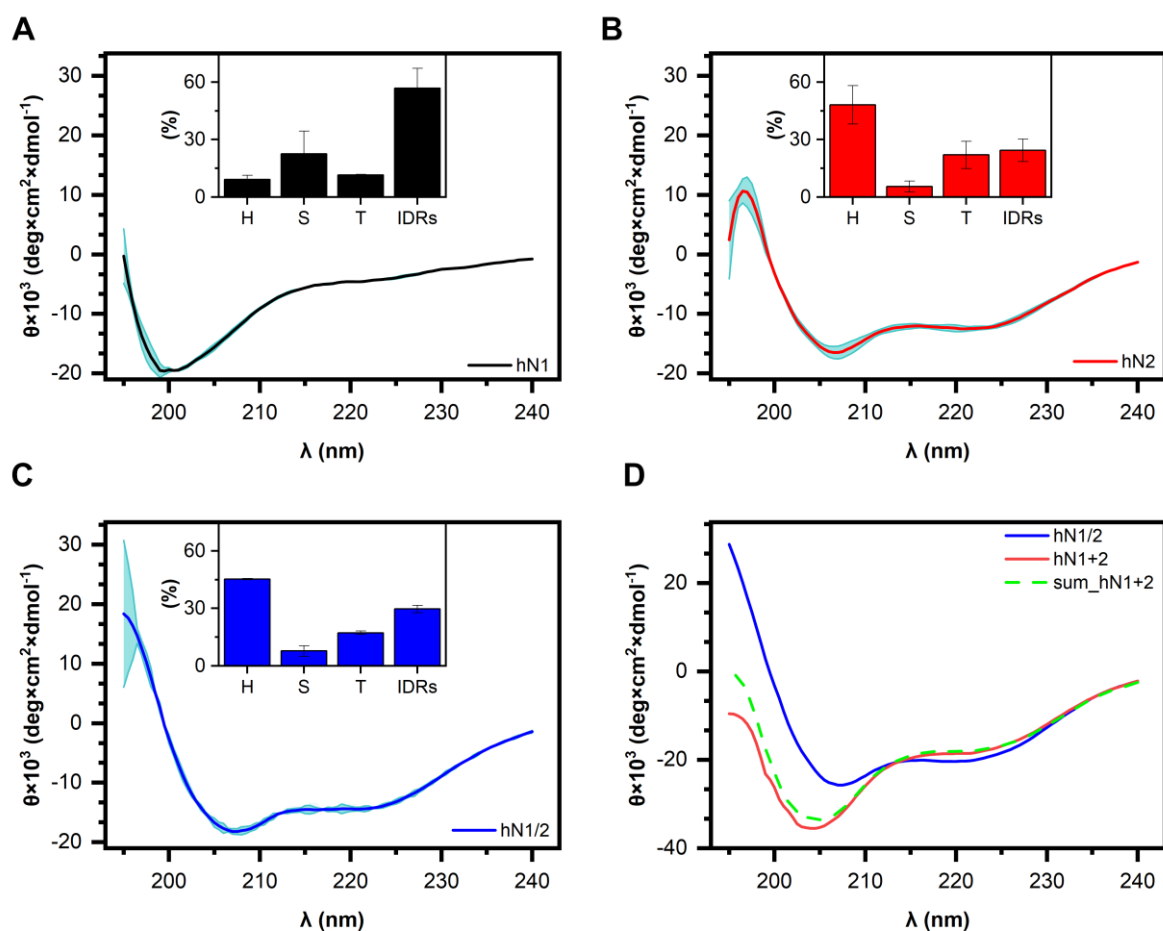 A
30
20
10
0
-10
-20
θ×10³ (deg×cm²×dmol⁻¹)
60
30
0
(%)
H S T IDRs
hN1
200 210 220 230 240
λ (nm)
B
30
20
10
0
-10
-20
θ×10³ (deg×cm²×dmol⁻¹)
60
30
0
(%)
H S T IDRs
hN2
200 210 220 230 240
λ (nm)
C
30
20
10
0
-10
-20
θ×10³ (deg×cm²×dmol⁻¹)
60
30
0
(%)
H S T IDRs
hN1/2
200 210 220 230 240
λ (nm)
D
20
0
-20
-40
θ×10³ (deg×cm²×dmol⁻¹)
hN1/2
hN1+2
sum_hN1+2
200 210 220 230 240
λ (nm)